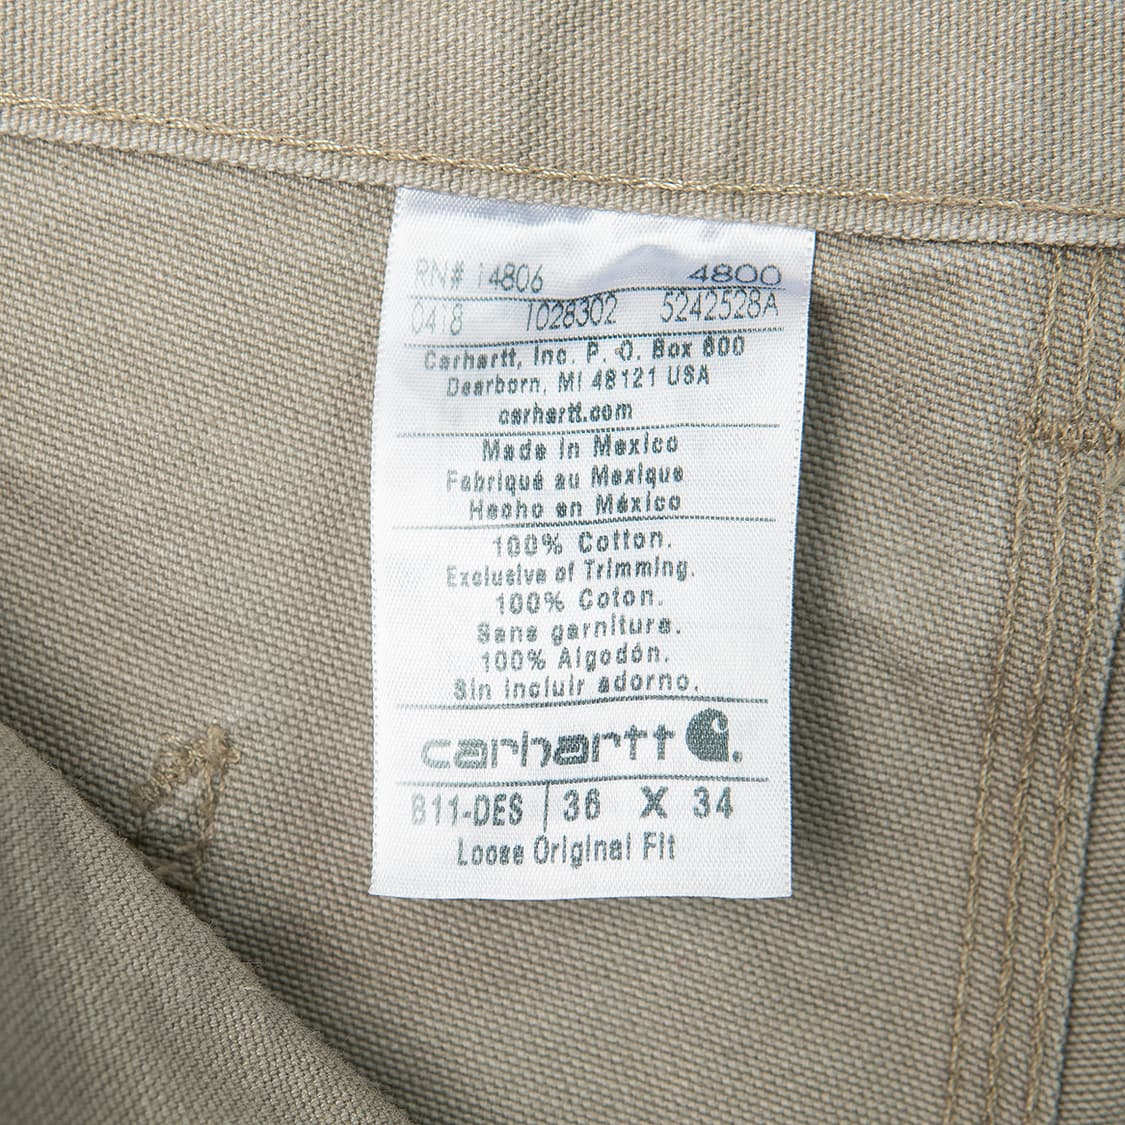 RN# 14806 4800
0418 1028302 5242528A
Carhartt, Inc. P. O. Box 600
Dearborn, MI 48121 USA
carhartt.com
Made in Mexico
Fabriqué au Mexique
Hecho en México
100% Cotton.
Exclusive of Trimming.
100% Coton.
Sans garniture.
100% Algodón.
Sin incluir adorno.
carhartt
B11-DES 36 X 34
Loose Original Fit